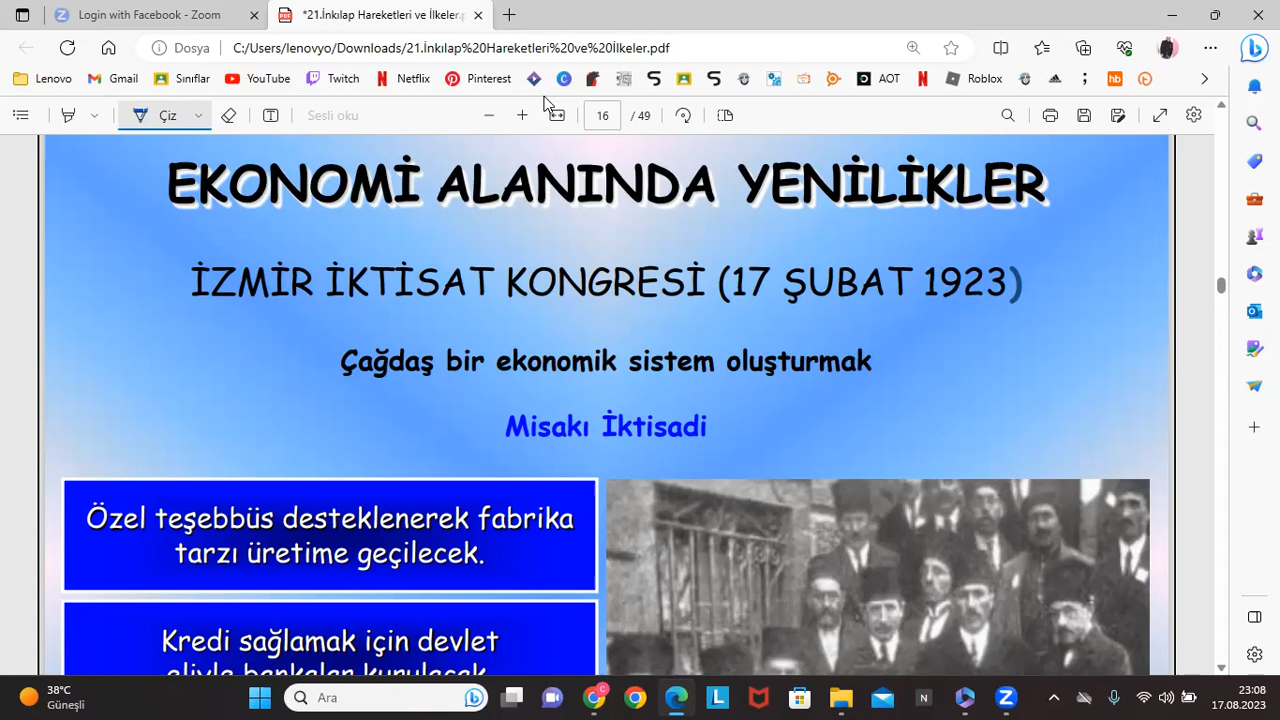 Login with Facebook - Zoom
*21.İnkılap Hareketleri ve İlkeler.p
Dosya
C:/Users/lenovyo/Downloads/21.İnkılap%20Hareketleri%20ve%20İlkeler.pdf
Lenovo
Gmail
Sınıflar
YouTube
Twitch
Netflix
Pinterest
AOT
Roblox
Çiz
Sesli oku
16 / 49
EKONOMİ ALANINDA YENİLİKLER
İZMİR İKTİSAT KONGRESİ (17 ŞUBAT 1923)
Çağdaş bir ekonomik sistem oluşturmak
Misakı İktisadi
Özel teşebbüs desteklenerek fabrika
tarzı üretime geçilecek.
Kredi sağlamak için devlet
eliyle bankalar kurulacak.
38°C
Güneşli
Ara
23:08
17.08.2023